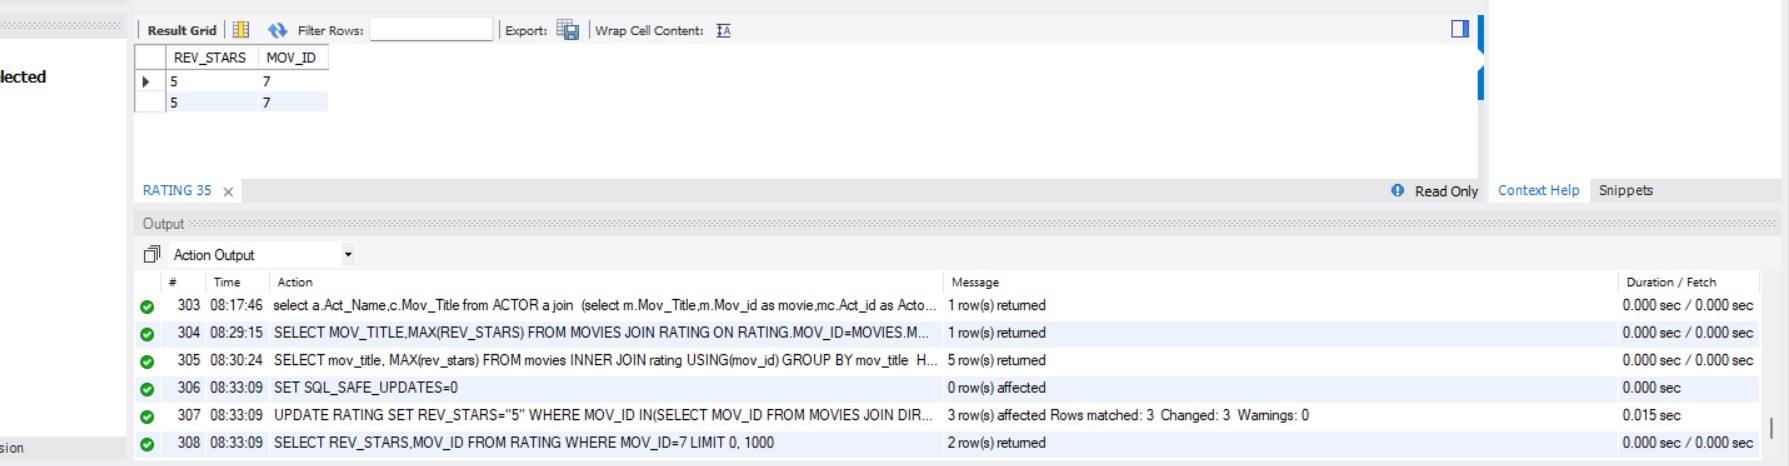 Result Grid Filter Rows: Export: Wrap Cell Content:
REV_STARS MOV_ID
lected
5 7
5 7
RATING 35 Read Only Context Help Snippets
Output
Action Output
# Time Action Message Duration / Fetch
303 08:17:46 select a.Act_Name,c.Mov_Title from ACTOR a join (select m.Mov_Title,m.Mov_id as movie,mc.Act_id as Acto... 1 row(s) returned 0.000 sec / 0.000 sec
304 08:29:15 SELECT MOV_TITLE,MAX(REV_STARS) FROM MOVIES JOIN RATING ON RATING.MOV_ID=MOVIES.M... 1 row(s) returned 0.000 sec / 0.000 sec
305 08:30:24 SELECT mov_title, MAX(rev_stars) FROM movies INNER JOIN rating USING(mov_id) GROUP BY mov_title H... 5 row(s) returned 0.000 sec / 0.000 sec
306 08:33:09 SET SQL_SAFE_UPDATES=0 0 row(s) affected 0.000 sec
307 08:33:09 UPDATE RATING SET REV_STARS="5" WHERE MOV_ID IN(SELECT MOV_ID FROM MOVIES JOIN DIR... 3 row(s) affected Rows matched: 3 Changed: 3 Warnings: 0 0.015 sec
308 08:33:09 SELECT REV_STARS,MOV_ID FROM RATING WHERE MOV_ID=7 LIMIT 0, 1000 2 row(s) returned 0.000 sec / 0.000 sec
sion